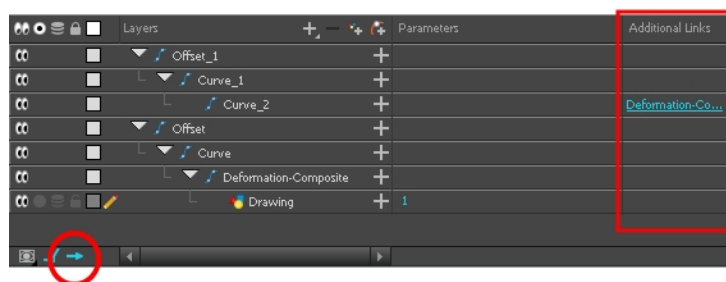 Layers Parameters Additional Links
Offset_1
Curve_1
Curve_2 Deformation-Co...
Offset
Curve
Deformation-Composite
Drawing 1